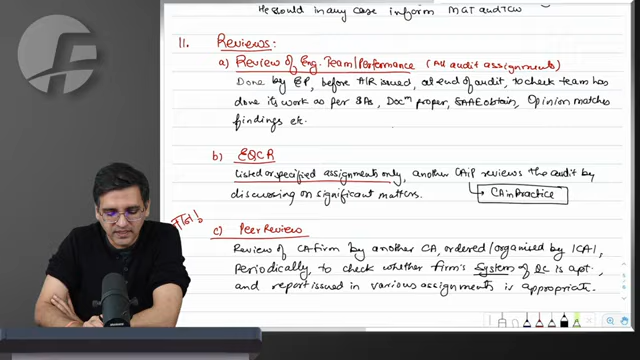 He should in any case inform MGT and TCW
11. Reviews:
a) Review of Eng. Team/Performance (All audit assignments)
Done by EP, before A/R issued, at end of audit, to check team has
done its work as per SAs, Docⁿ proper, SAAE obtain, Opinion matches
findings etc.
b) EQCR
Listed or specified assignments only, another CAiP reviews the audit by
discussing on significant matters.
CA in Practice
c) Peer Review
Review of CA firm by another CA, ordered/organised by ICAI,
Periodically, to check whether firm's System of QC is apt.,
and report issued in various assignments is appropriate.